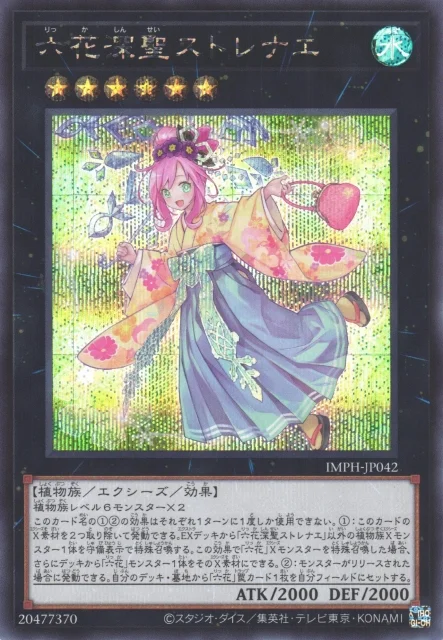 六花深聖ストレナエ
水
IMPH-JP042
【植物族／エクシーズ／効果】
植物族レベル６モンスター×２
このカード名の①②の効果はそれぞれ１ターンに１度しか使用できない。①：このカードの
X素材を２つ取り除いて発動できる。EXデッキから「六花深聖ストレナエ」以外の植物族Xモン
スター１体を守備表示で特殊召喚する。この効果で「六花」Xモンスターを特殊召喚した場合、
さらにデッキから「六花」モンスター１体をそのX素材にできる。②：モンスターがリリースされた
場合に発動できる。自分のデッキ・墓地から「六花」罠カード１枚を自分フィールドにセットする。
ATK/2000 DEF/2000
20477370
©スタジオ・ダイス／集英社・テレビ東京・KONAMI